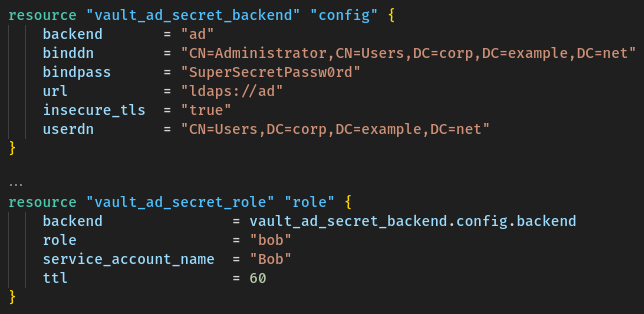 resource "vault_ad_secret_backend" "config" {
    backend       = "ad"
    binddn        = "CN=Administrator,CN=Users,DC=corp,DC=example,DC=net"
    bindpass      = "SuperSecretPassw0rd"
    url           = "ldaps://ad"
    insecure_tls  = "true"
    userdn        = "CN=Users,DC=corp,DC=example,DC=net"
}
...
resource "vault_ad_secret_role" "role" {
    backend               = vault_ad_secret_backend.config.backend
    role                  = "bob"
    service_account_name  = "Bob"
    ttl                   = 60
}